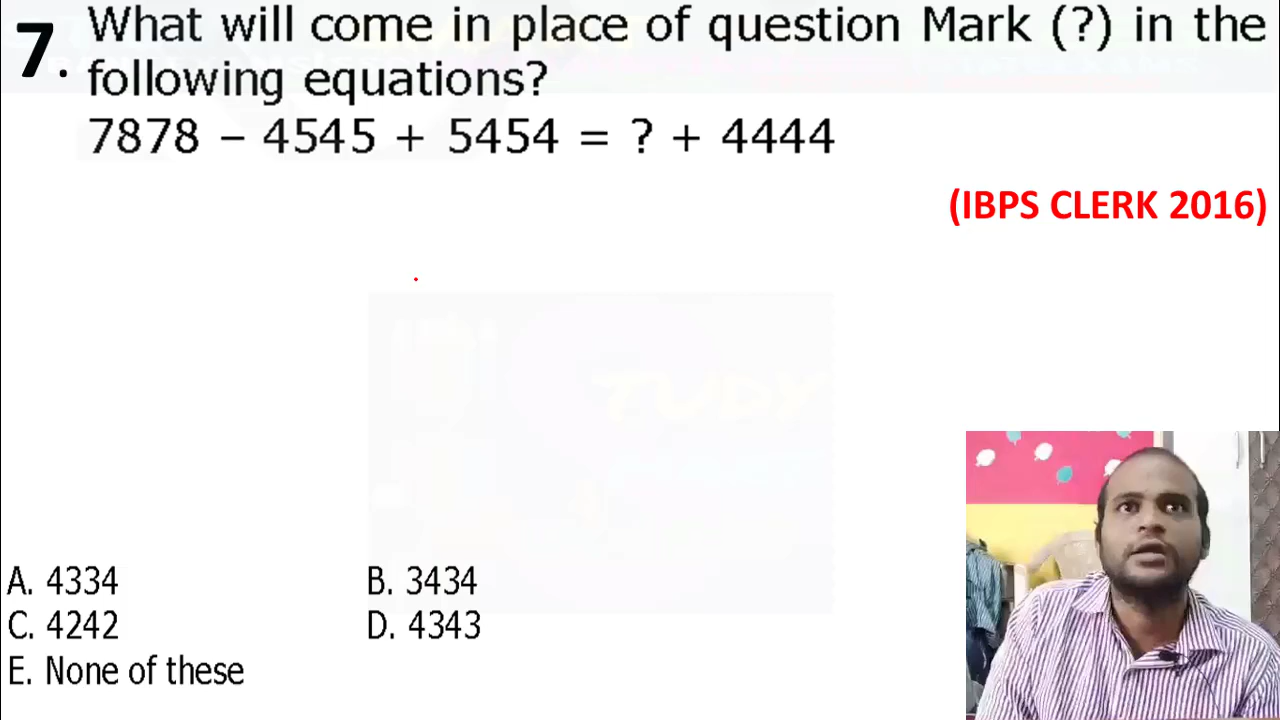 7. What will come in place of question Mark (?) in the
following equations?
7878 – 4545 + 5454 = ? + 4444
(IBPS CLERK 2016)
TUDY
A. 4334 B. 3434
C. 4242 D. 4343
E. None of these